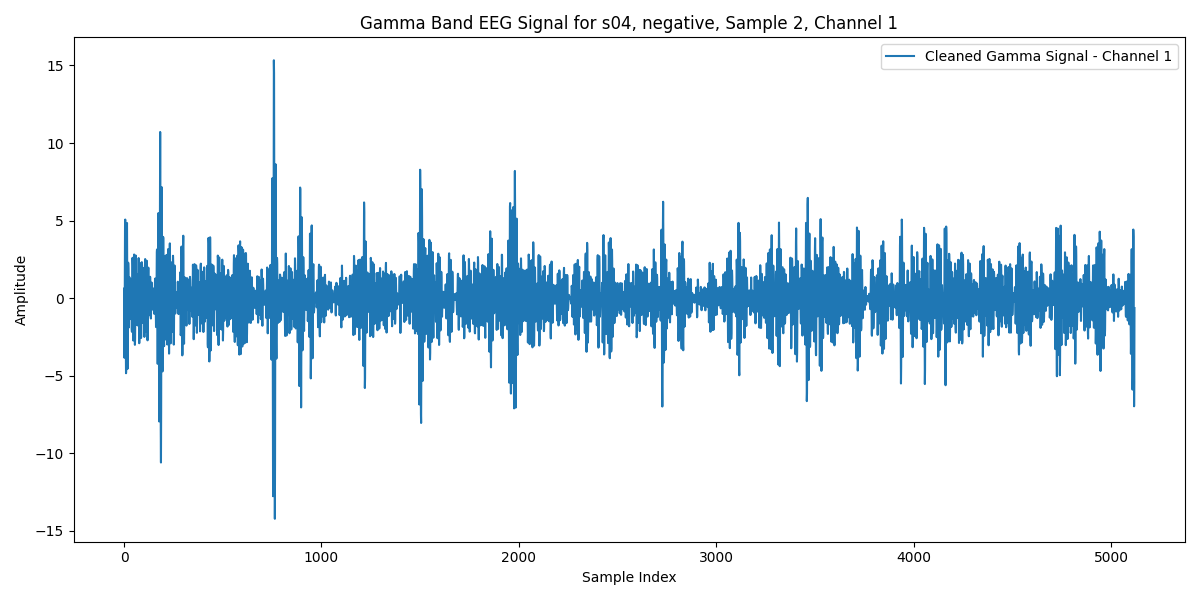 Gamma Band EEG Signal for s04, negative, Sample 2, Channel 1
Cleaned Gamma Signal - Channel 1
Amplitude
15
10
5
0
−5
−10
−15
0 1000 2000 3000 4000 5000
Sample Index